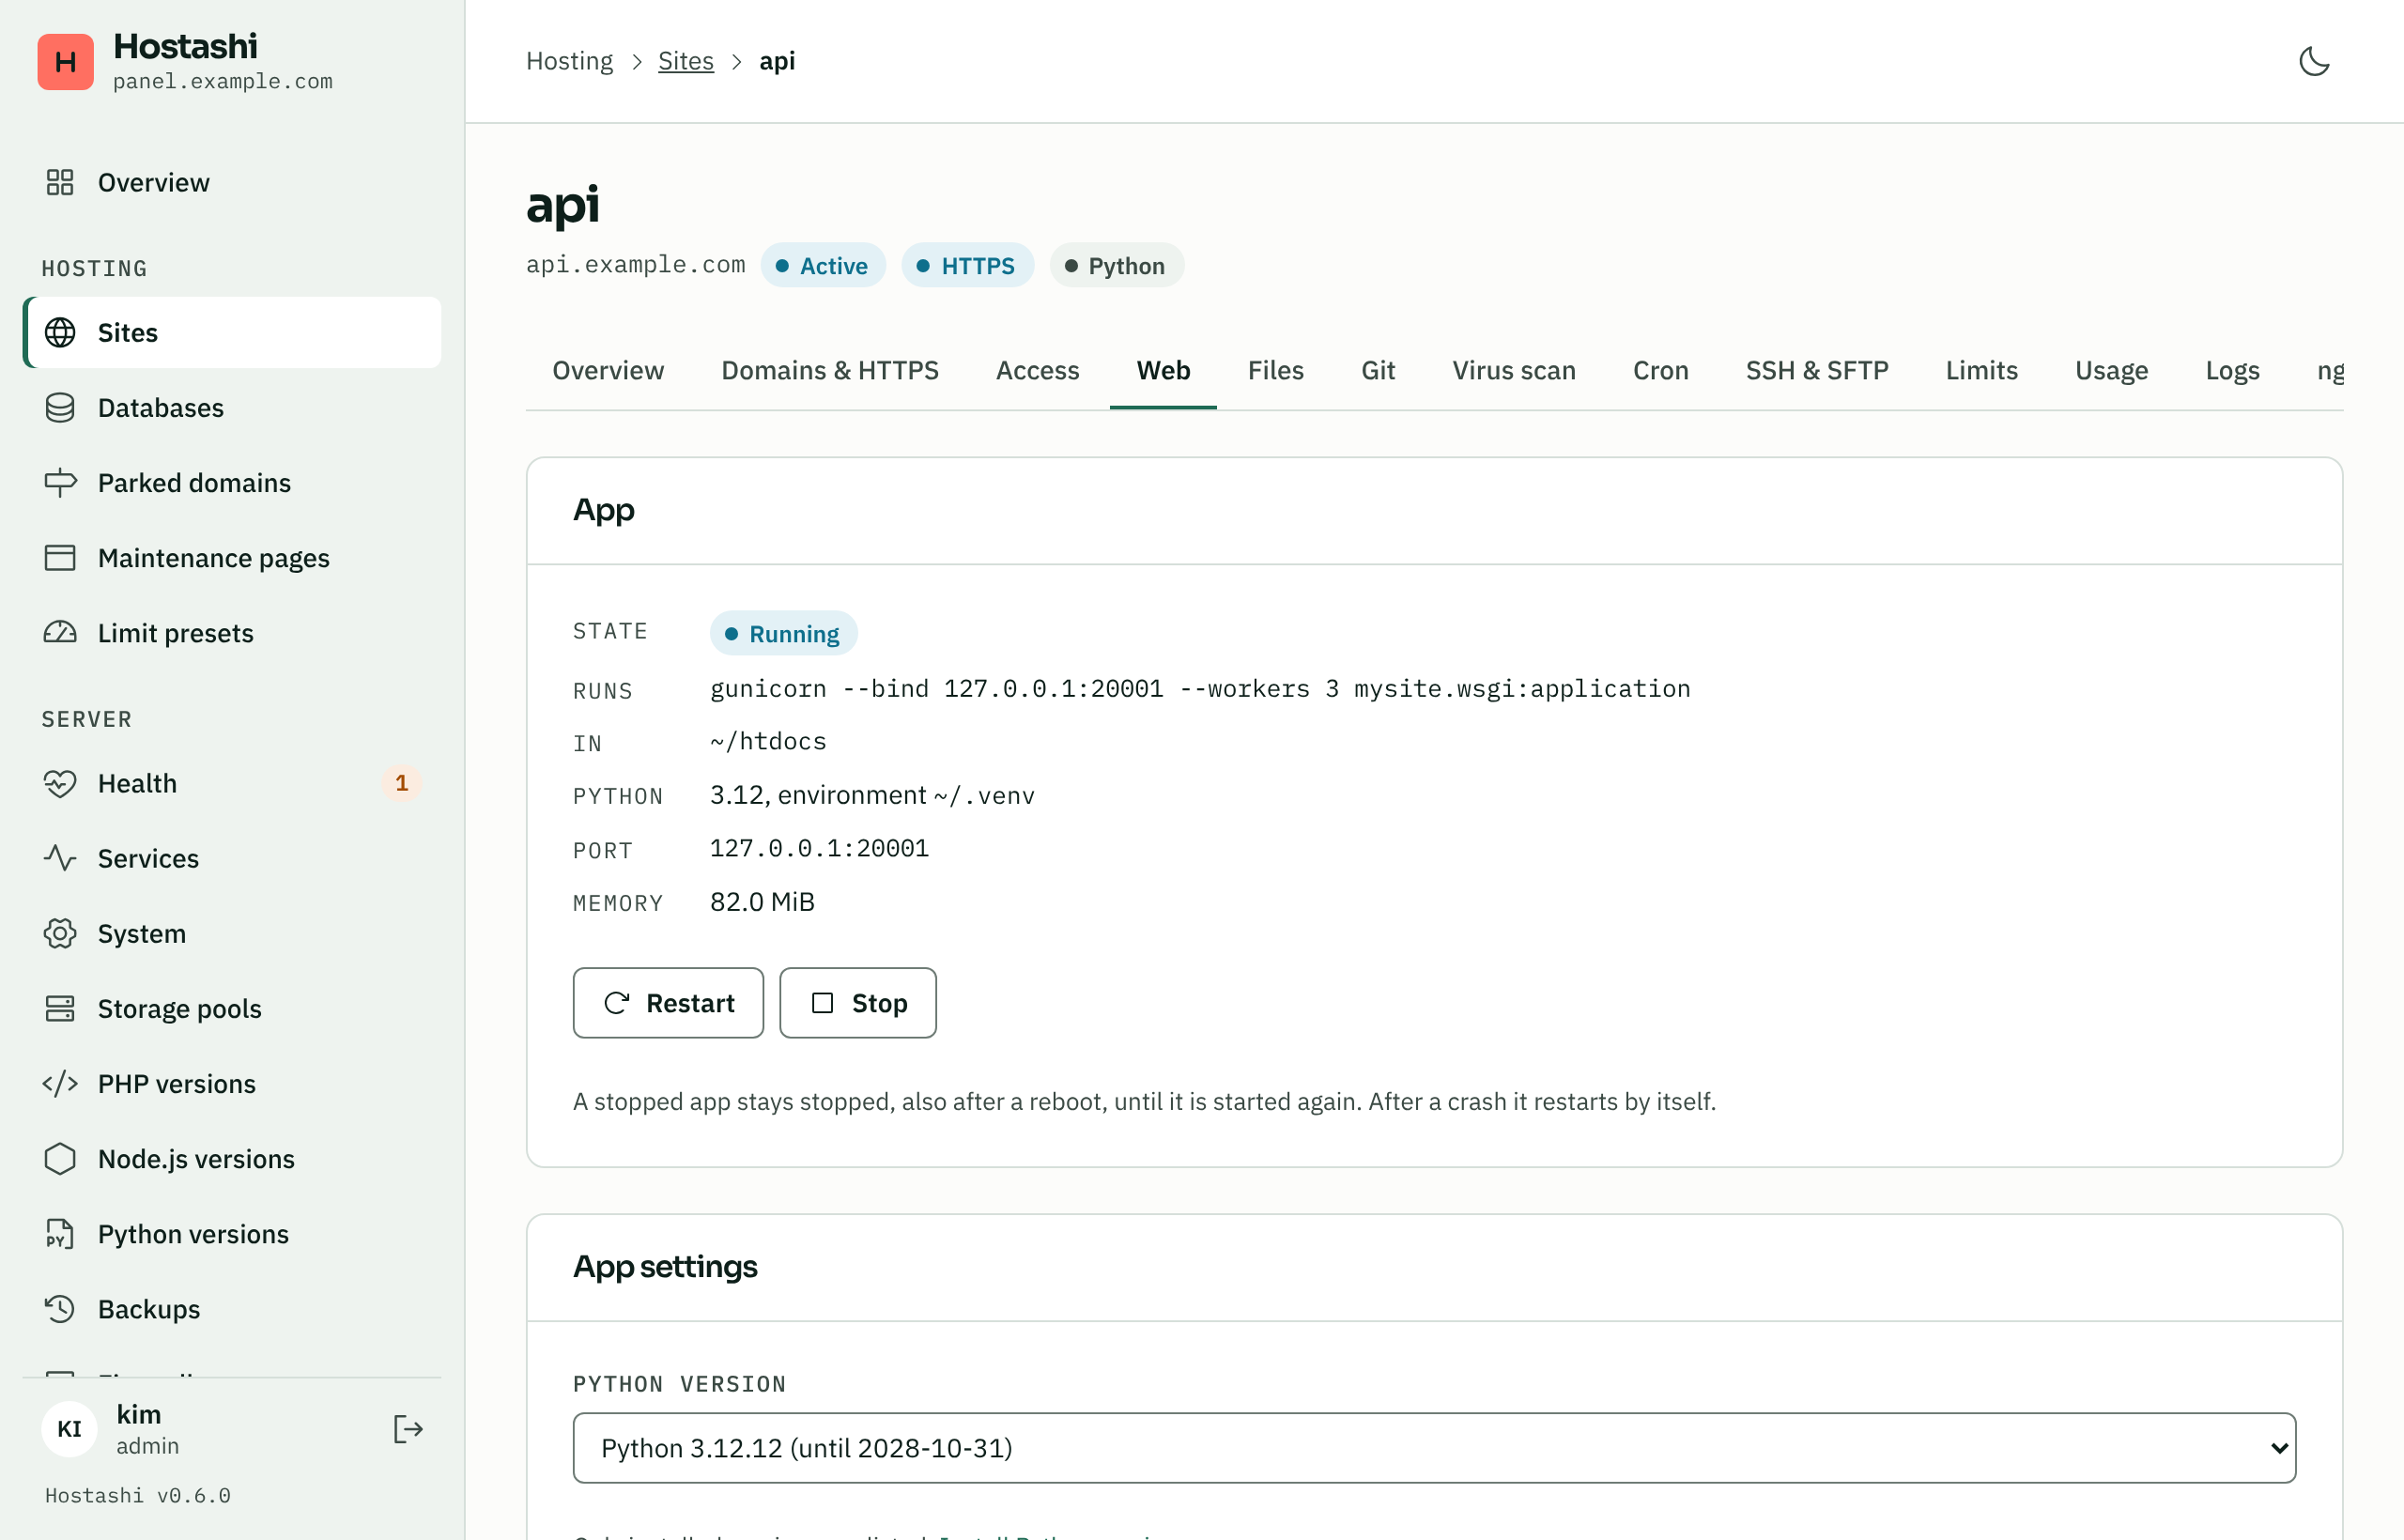 H
Hostashi
panel.example.com
Overview
HOSTING
Sites
Databases
Parked domains
Maintenance pages
Limit presets
SERVER
Health 1
Services
System
Storage pools
PHP versions
Node.js versions
PY Python versions
Backups
KI
kim
admin
Hostashi v0.6.0
Hosting > Sites > api
api
api.example.com Active HTTPS Python
Overview Domains & HTTPS Access Web Files Git Virus scan Cron SSH & SFTP Limits Usage Logs ng
App
STATE Running
RUNS gunicorn --bind 127.0.0.1:20001 --workers 3 mysite.wsgi:application
IN ~/htdocs
PYTHON 3.12, environment ~/.venv
PORT 127.0.0.1:20001
MEMORY 82.0 MiB
Restart Stop
A stopped app stays stopped, also after a reboot, until it is started again. After a crash it restarts by itself.
App settings
PYTHON VERSION
Python 3.12.12 (until 2028-10-31)